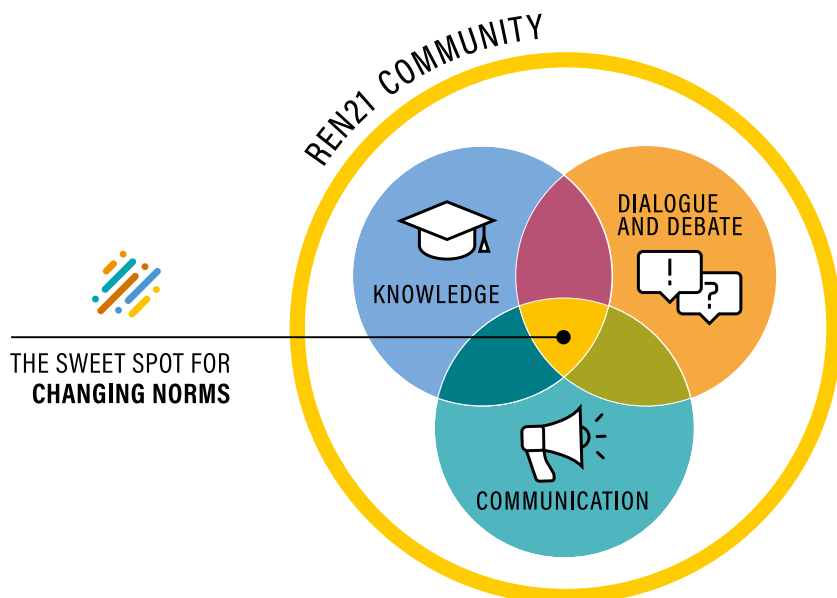 REN21 COMMUNITY
DIALOGUE
AND DEBATE
!
?
KNOWLEDGE
THE SWEET SPOT FOR
CHANGING NORMS
COMMUNICATION